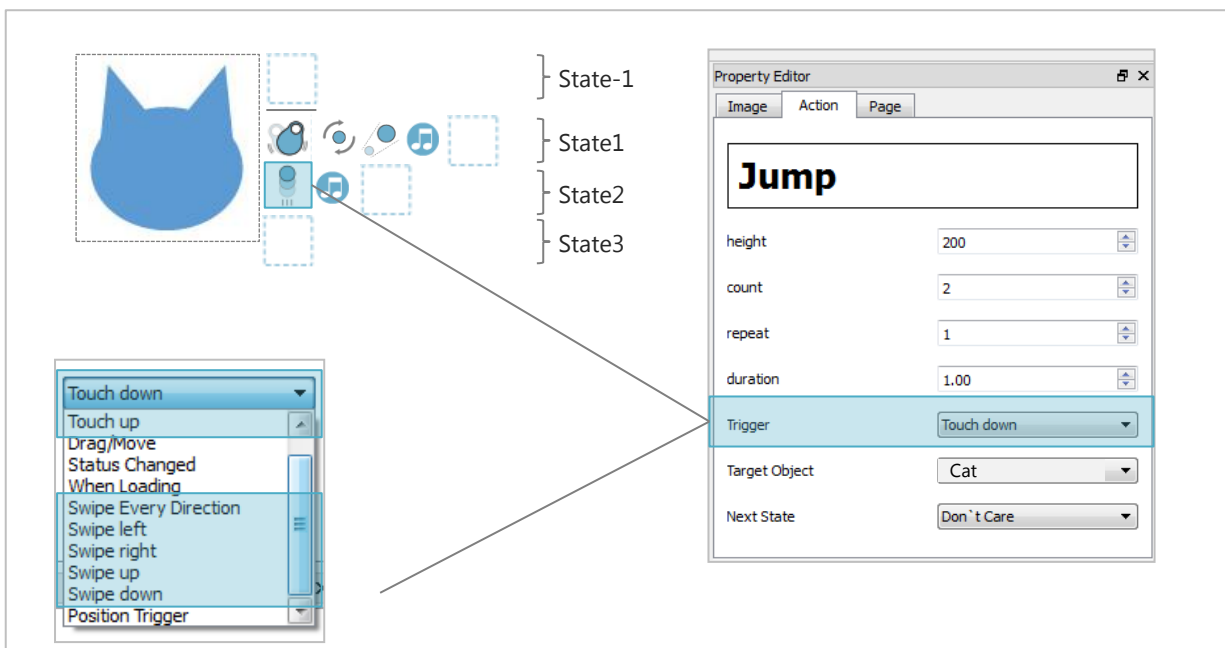 State-1
State1
State2
State3
Property Editor
Image Action Page
Jump
height 200
count 2
repeat 1
duration 1.00
Trigger Touch down
Target Object Cat
Next State Don`t Care
Touch down
Touch up
Drag/Move
Status Changed
When Loading
Swipe Every Direction
Swipe left
Swipe right
Swipe up
Swipe down
Position Trigger